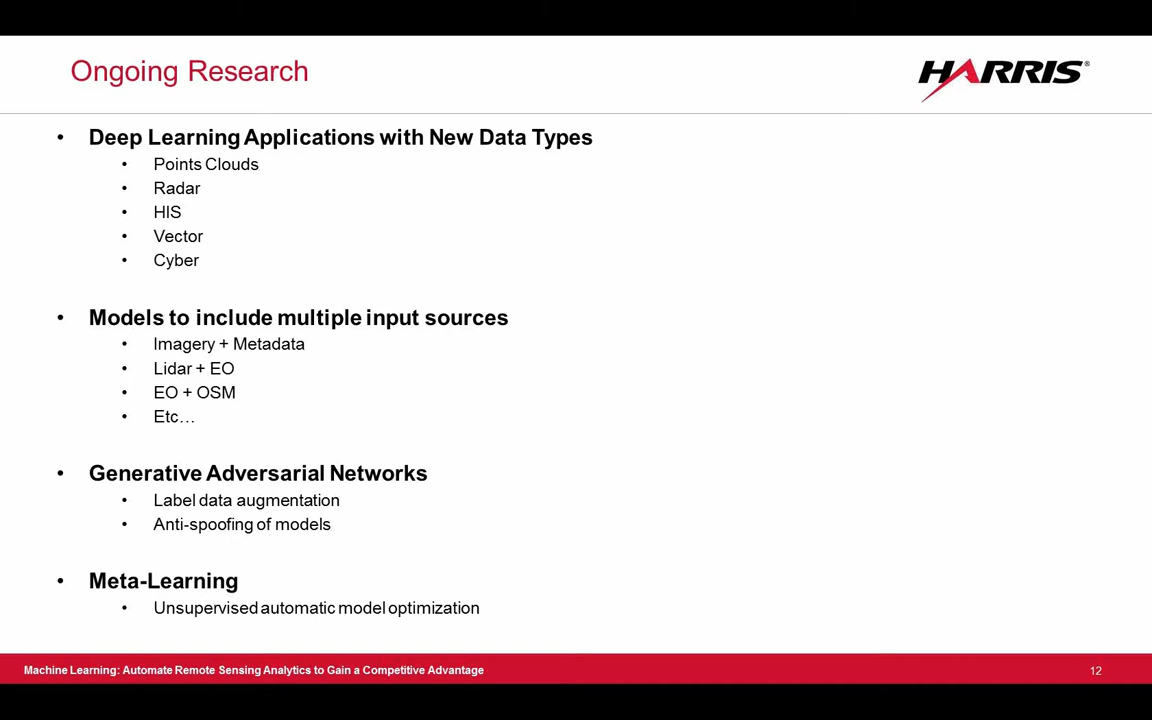 Ongoing Research
HARRIS®
• Deep Learning Applications with New Data Types
• Points Clouds
• Radar
• HIS
• Vector
• Cyber
• Models to include multiple input sources
• Imagery + Metadata
• Lidar + EO
• EO + OSM
• Etc…
• Generative Adversarial Networks
• Label data augmentation
• Anti-spoofing of models
• Meta-Learning
• Unsupervised automatic model optimization
Machine Learning: Automate Remote Sensing Analytics to Gain a Competitive Advantage
12